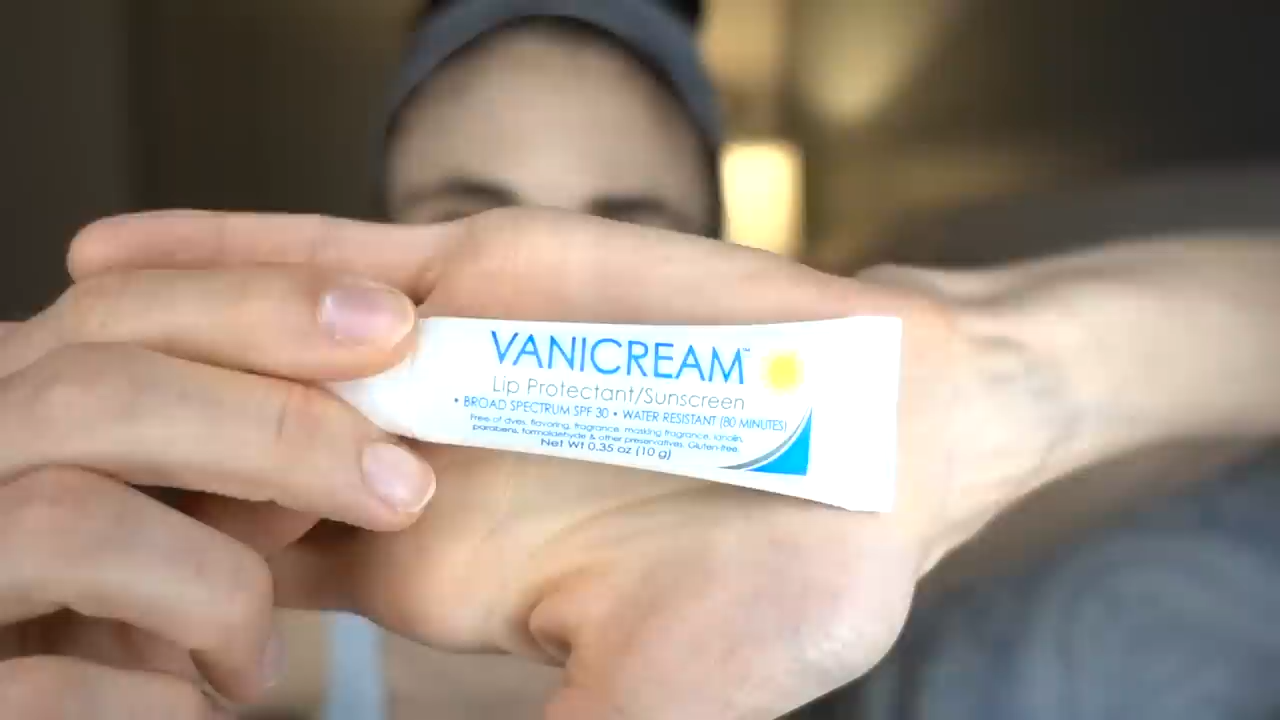 VANICREAM™
Lip Protectant/Sunscreen
• BROAD SPECTRUM SPF 30 • WATER RESISTANT (80 MINUTES)
Free of dyes, flavoring, fragrance, masking fragrance, lanolin,
parabens, formaldehyde & other preservatives. Gluten-free.
Net Wt 0.35 oz (10 g)